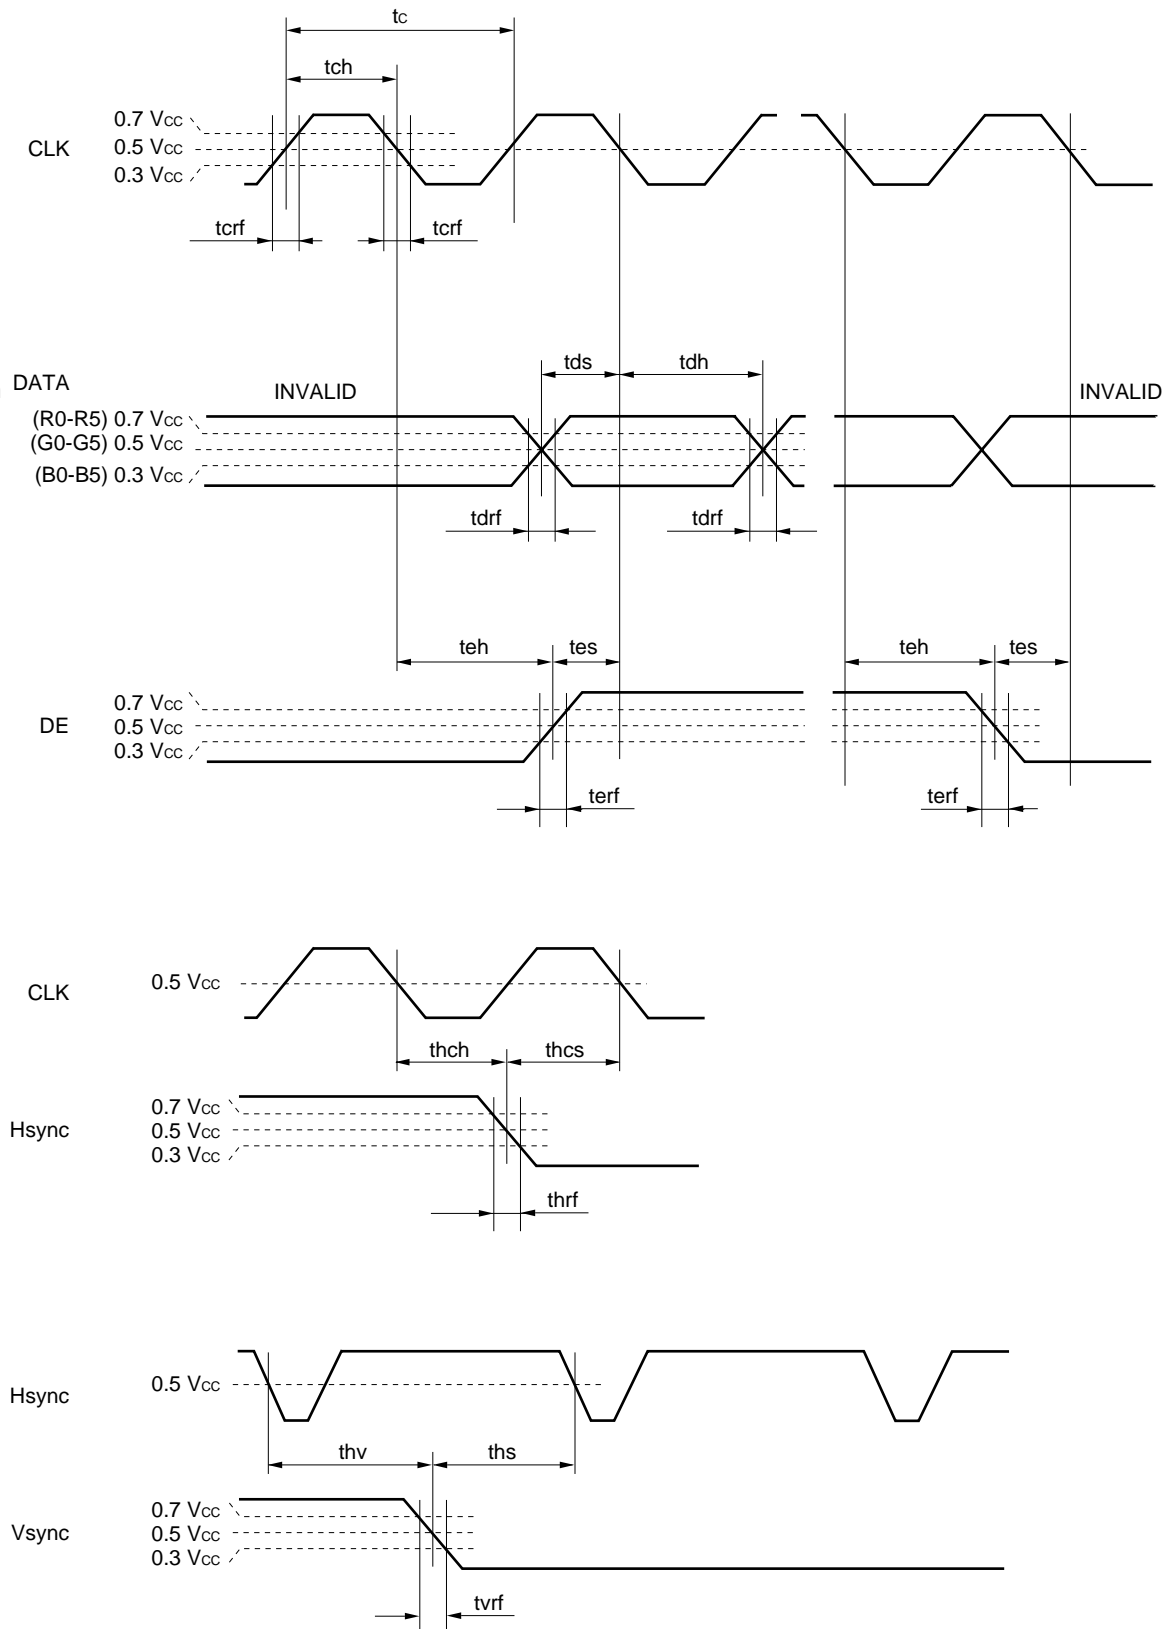 tc
tch
0.7 Vcc
CLK
0.5 Vcc
0.3 Vcc
tcrf
tcrf
tds
tdh
DATA
INVALID
INVALID
(R0-R5) 0.7 Vcc
(G0-G5) 0.5 Vcc
(B0-B5) 0.3 Vcc
tdrf
tdrf
teh
tes
teh
tes
0.7 Vcc
DE
0.5 Vcc
0.3 Vcc
terf
terf
CLK
0.5 Vcc
thch
thcs
0.7 Vcc
Hsync
0.5 Vcc
0.3 Vcc
thrf
Hsync
0.5 Vcc
thv
ths
0.7 Vcc
Vsync
0.5 Vcc
0.3 Vcc
tvrf